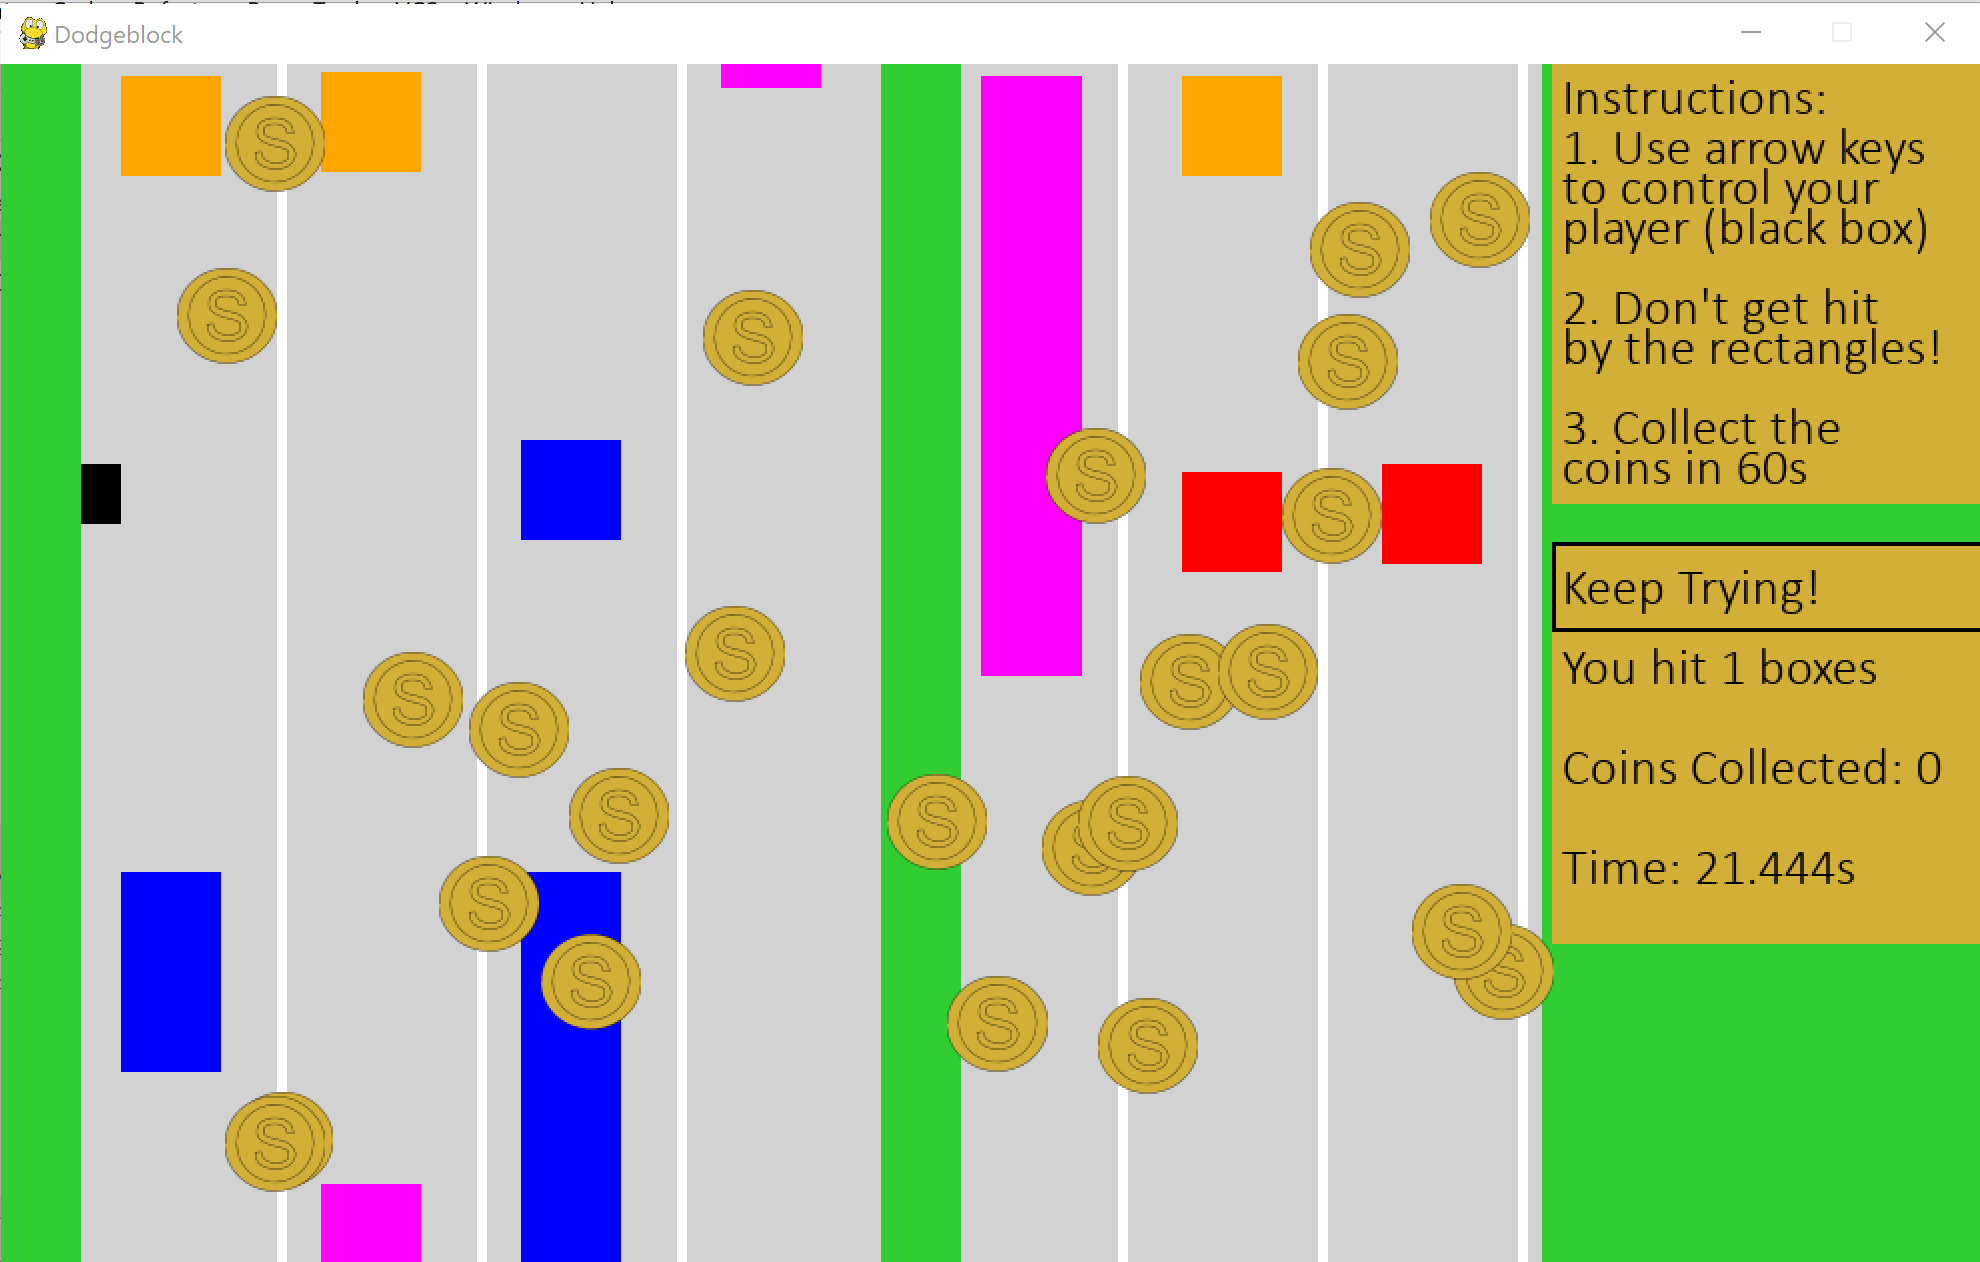 Dodgeblock
Instructions:
1. Use arrow keys
to control your
player (black box)
2. Don't get hit
by the rectangles!
3. Collect the
coins in 60s
Keep Trying!
You hit 1 boxes
Coins Collected: 0
Time: 21.444s